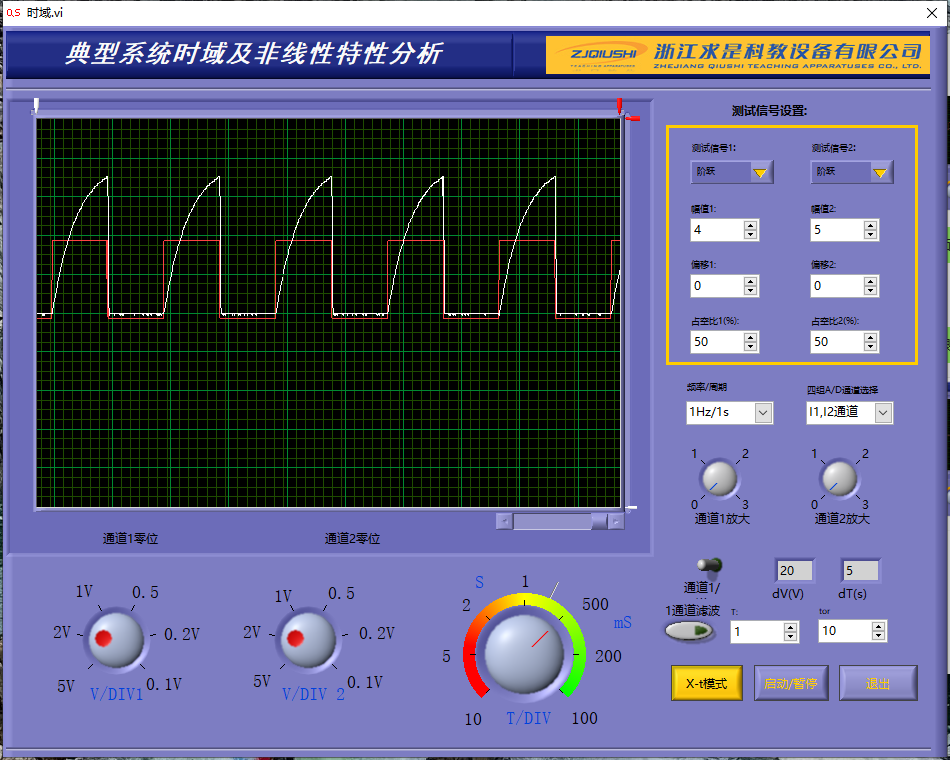 时域.vi
典型系统时域及非线性特性分析
ZJQIUSHI 浙江求是科教设备有限公司
ZHEJIANG QIUSHI TEACHING APPARATUSES CO., LTD.
测试信号设置:
测试信号1: 测试信号2:
阶跃 阶跃
幅值1: 幅值2:
4 5
偏移1: 偏移2:
0 0
占空比1(%): 占空比2(%):
50 50
频率/周期 四组A/D通道选择
1Hz/1s I1,I2通道
1 2 1 2
0 3 0 3
通道1放大 通道2放大
通道1零位 通道2零位
通道1/
...
20 5
dV(V) dT(s)
1通道滤波 T: tor
1 10
X-t模式 启动/暂停 退出
1V 0.5
2V 0.2V
5V 0.1V
V/DIV1
1V 0.5
2V 0.2V
5V 0.1V
V/DIV 2
S 1
2 500
mS
5 200
10 T/DIV 100